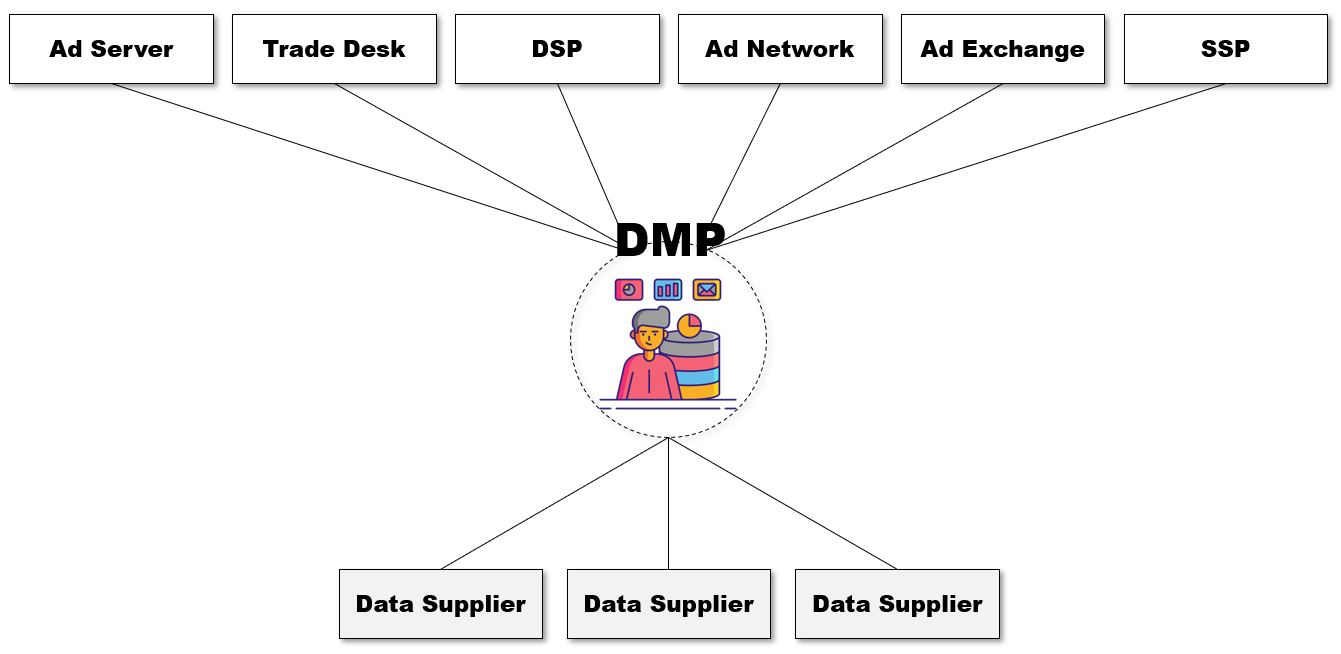 Ad Server
Trade Desk
DSP
Ad Network
Ad Exchange
SSP
DMP
Data Supplier
Data Supplier
Data Supplier